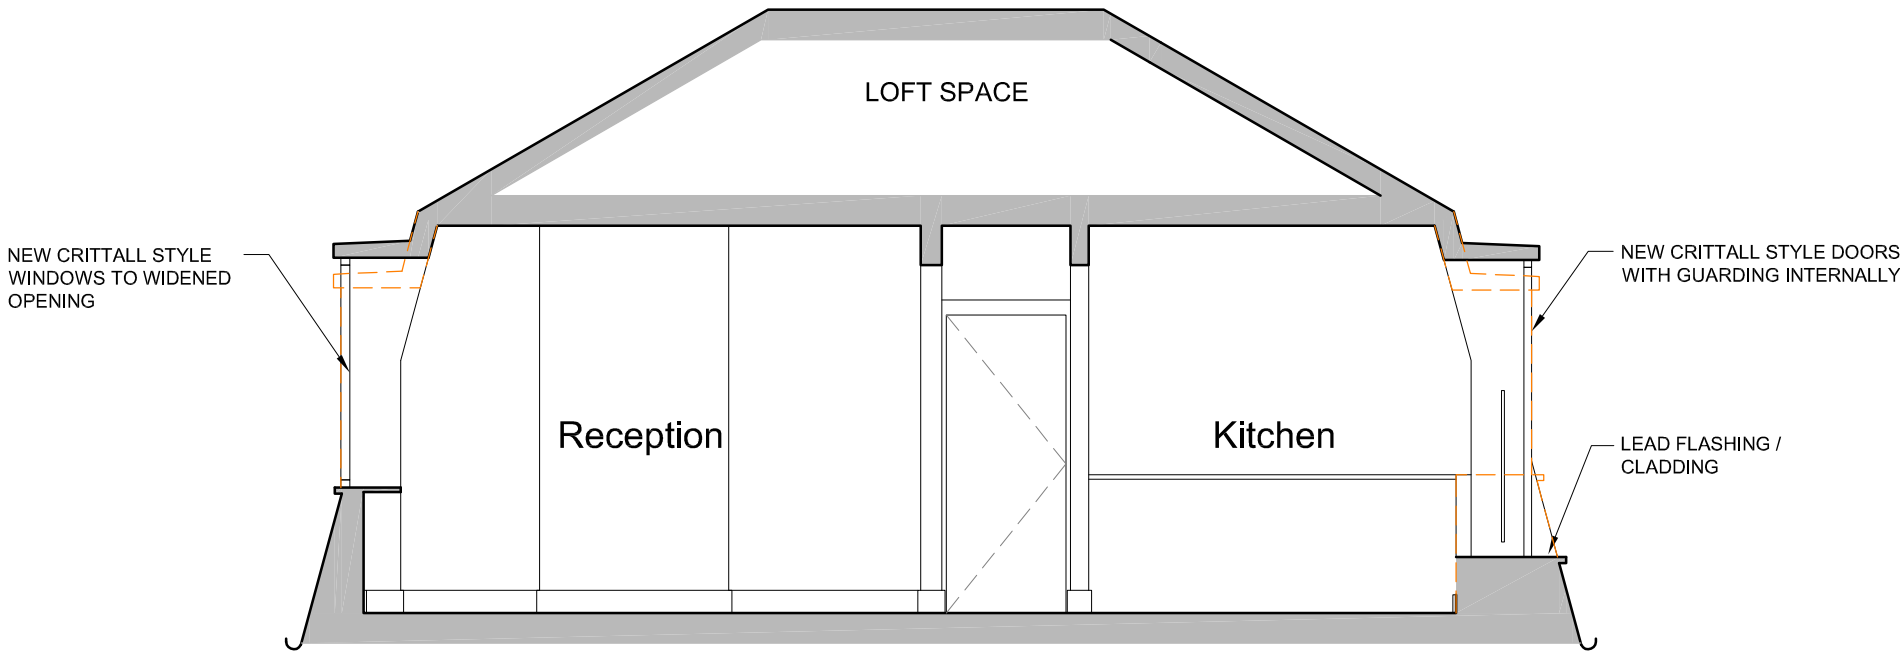 LOFT SPACE
NEW CRITTALL STYLE
WINDOWS TO WIDENED
OPENING
NEW CRITTALL STYLE DOORS
WITH GUARDING INTERNALLY
Reception
Kitchen
LEAD FLASHING /
CLADDING